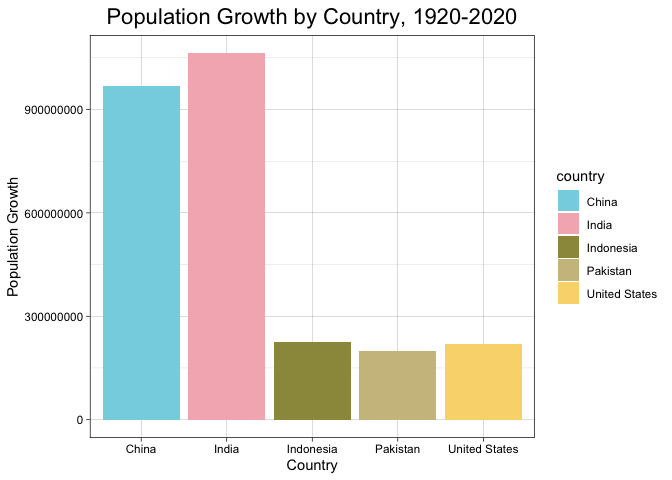 Population Growth by Country, 1920-2020
Population Growth
900000000
600000000
300000000
0
China
India
Indonesia
Pakistan
United States
Country
country
China
India
Indonesia
Pakistan
United States